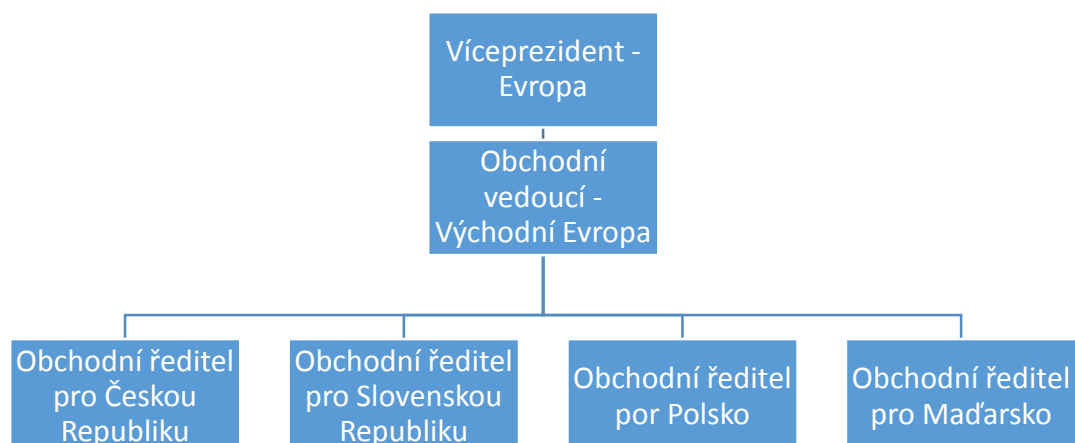 Víceprezident -
Evropa
Obchodní
vedoucí -
Východní Evropa
Obchodní ředitel
pro Českou
Republiku
Obchodní ředitel
pro Slovenskou
Republiku
Obchodní ředitel
por Polsko
Obchodní ředitel
pro Maďarsko